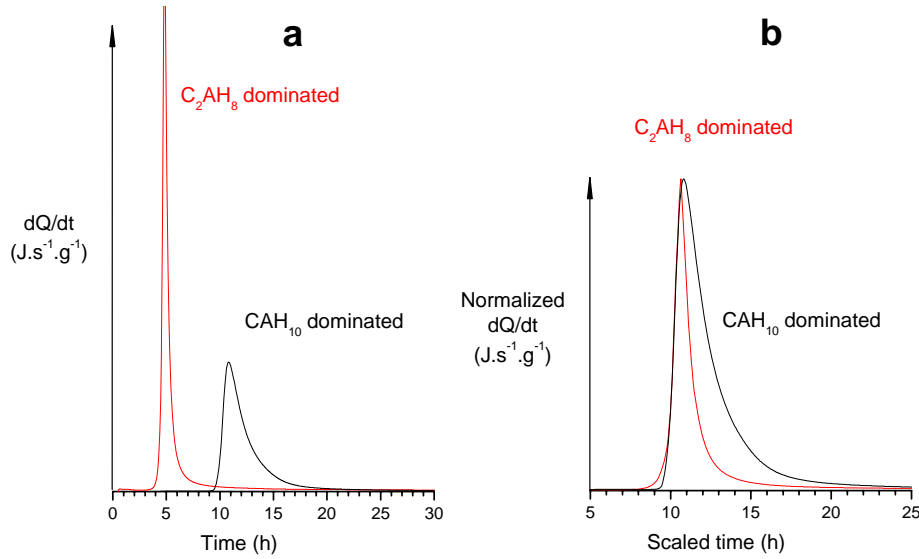 a
C₂AH₈ dominated
dQ/dt
(J.s⁻¹.g⁻¹)
CAH₁₀ dominated
0 5 10 15 20 25 30
Time (h)
b
C₂AH₈ dominated
Normalized
dQ/dt
(J.s⁻¹.g⁻¹)
CAH₁₀ dominated
5 10 15 20 25
Scaled time (h)